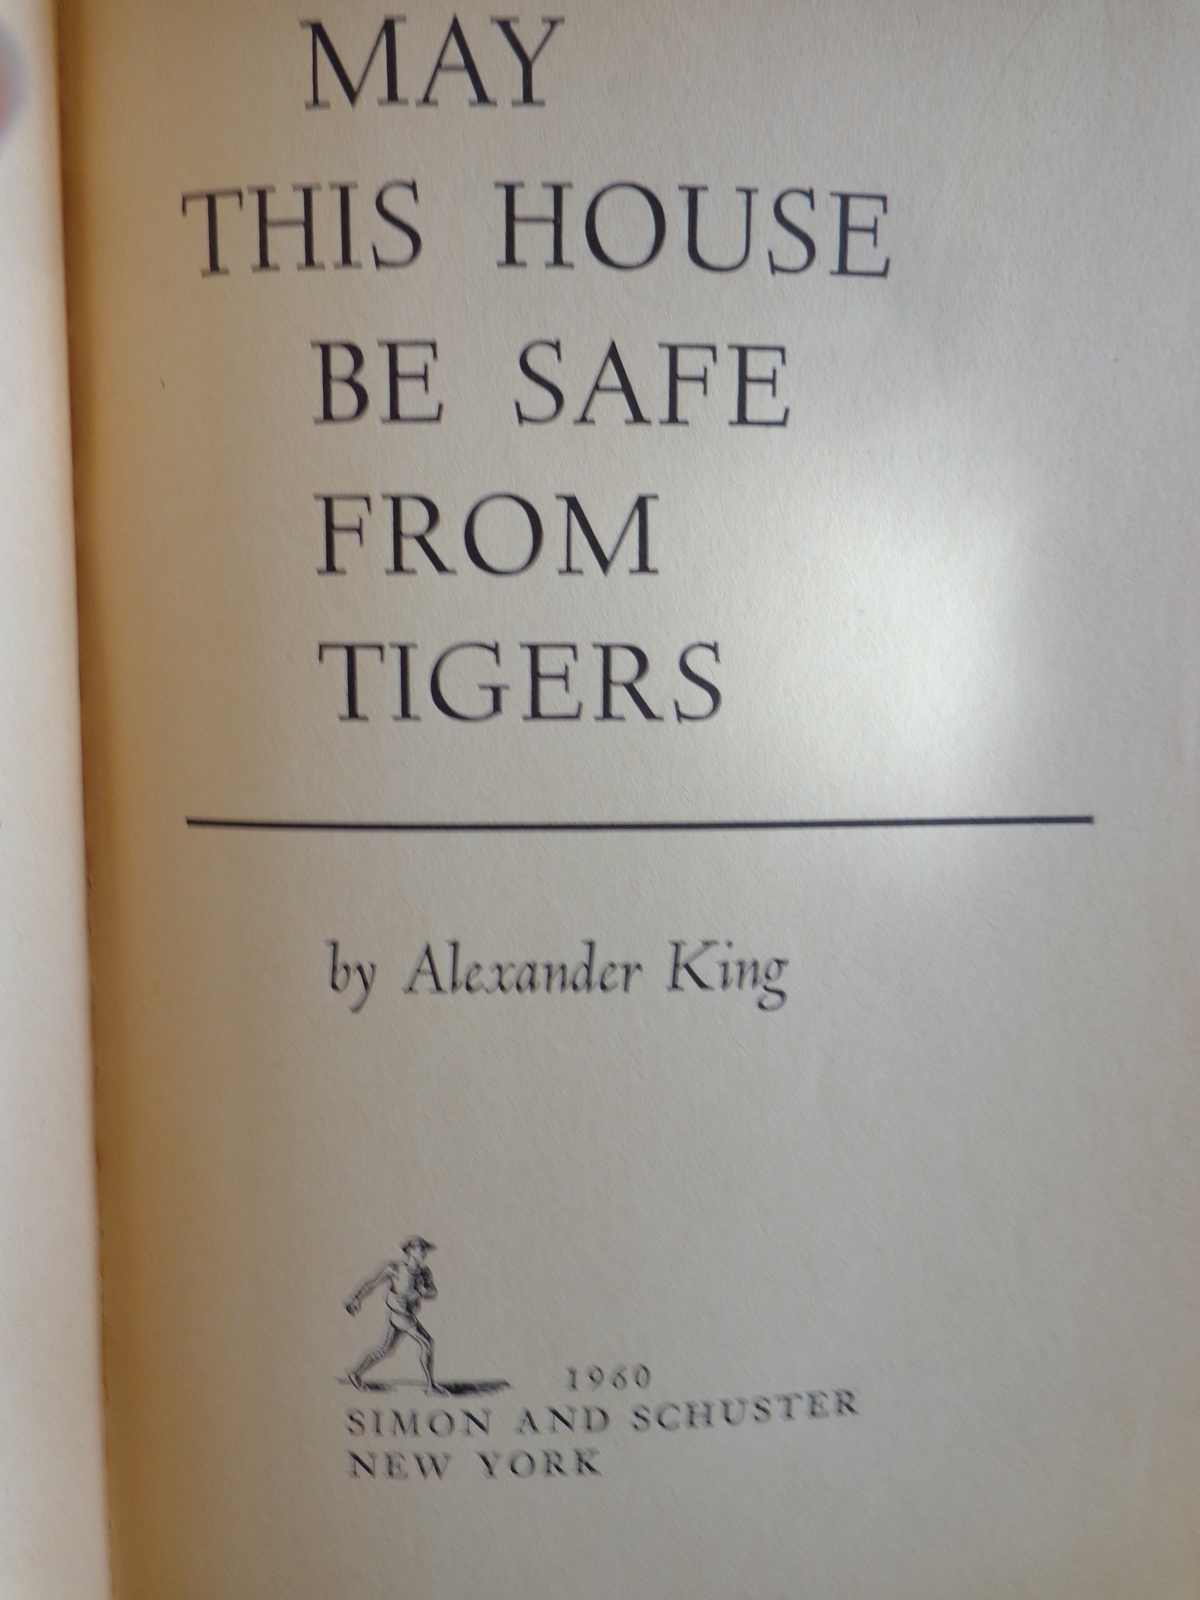 MAY
THIS HOUSE
BE SAFE
FROM
TIGERS
by Alexander King
1960
SIMON AND SCHUSTER
NEW YORK